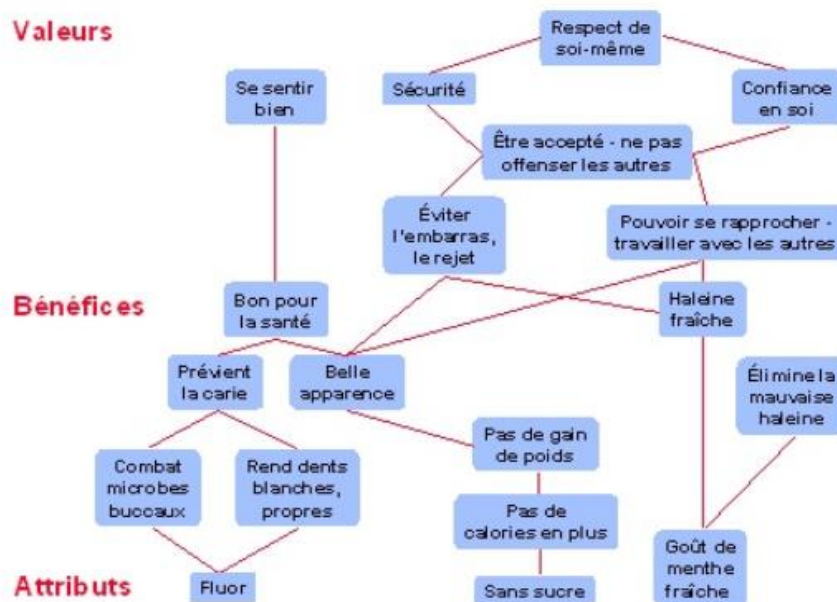 Valeurs
Respect de
soi-même
Se sentir
bien
Sécurité
Confiance
en soi
Être accepté - ne pas
offenser les autres
Éviter
l'embarras,
le rejet
Pouvoir se rapprocher -
travailler avec les autres
Bénéfices
Bon pour
la santé
Haleine
fraîche
Prévient
la carie
Belle
apparence
Élimine la
mauvaise
haleine
Pas de gain
de poids
Combat
microbes
buccaux
Rend dents
blanches,
propres
Pas de
calories en plus
Goût de
menthe
fraîche
Attributs
Fluor
Sans sucre